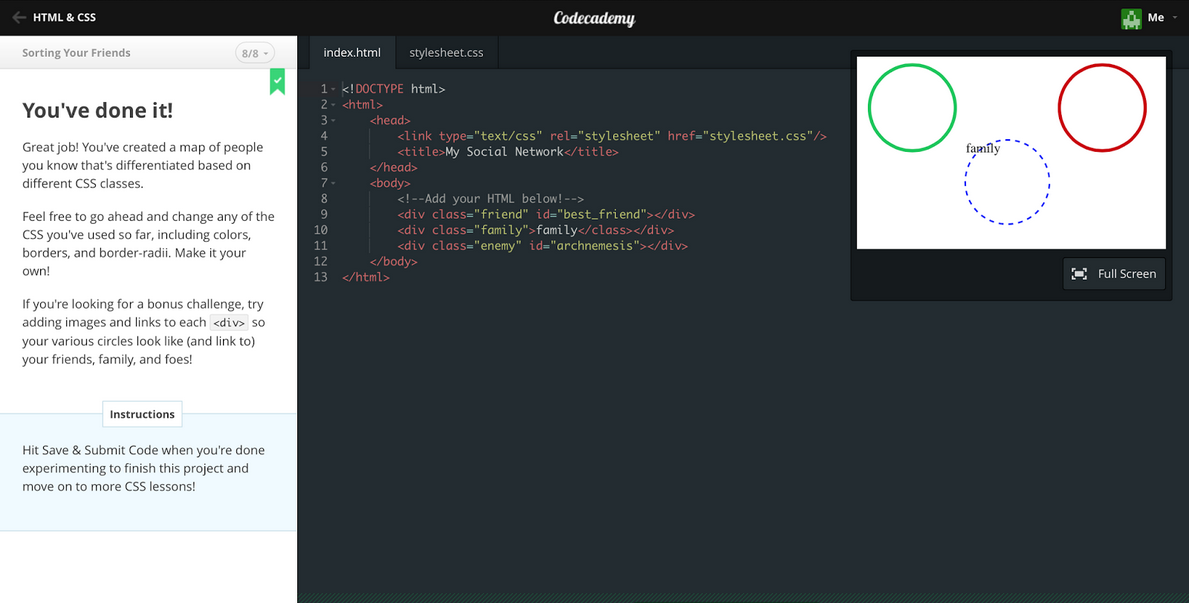 HTML & CSS
Codecademy
Me
Sorting Your Friends
8/8
index.html
stylesheet.css
You've done it!
Great job! You've created a map of people
you know that's differentiated based on
different CSS classes.
Feel free to go ahead and change any of the
CSS you've used so far, including colors,
borders, and border-radii. Make it your
own!
If you're looking for a bonus challenge, try
adding images and links to each <div> so
your various circles look like (and link to)
your friends, family, and foes!
Instructions
Hit Save & Submit Code when you're done
experimenting to finish this project and
move on to more CSS lessons!
1 <!DOCTYPE html>
2 <html>
3 <head>
4 <link type="text/css" rel="stylesheet" href="stylesheet.css"/>
5 <title>My Social Network</title>
6 </head>
7 <body>
8 <!--Add your HTML below!-->
9 <div class="friend" id="best_friend"></div>
10 <div class="family">family</class></div>
11 <div class="enemy" id="archnemesis"></div>
12 </body>
13 </html>
family
Full Screen